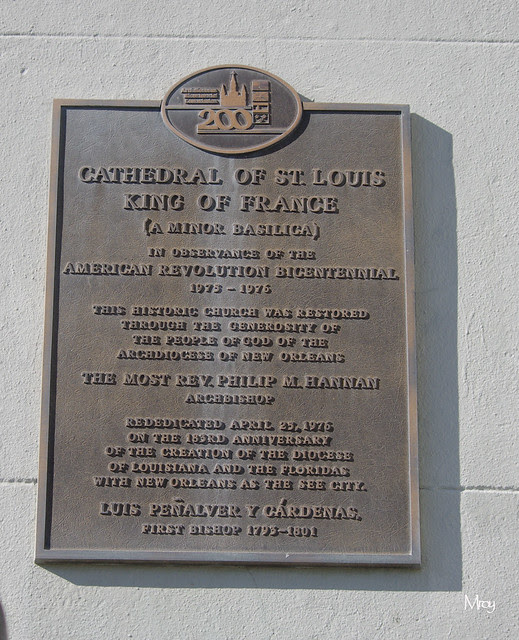 200
CATHEDRAL OF ST. LOUIS
KING OF FRANCE
(A MINOR BASILICA)
IN OBSERVANCE OF THE
AMERICAN REVOLUTION BICENTENNIAL
1975 – 1976
THIS HISTORIC CHURCH WAS RESTORED
THROUGH THE GENEROSITY OF
THE PEOPLE OF GOD OF THE
ARCHDIOCESE OF NEW ORLEANS
THE MOST REV. PHILIP M. HANNAN
ARCHBISHOP
REDEDICATED APRIL 25, 1976
ON THE 183RD ANNIVERSARY
OF THE CREATION OF THE DIOCESE
OF LOUISIANA AND THE FLORIDAS
WITH NEW ORLEANS AS THE SEE CITY.
LUIS PEÑALVER Y CÁRDENAS,
FIRST BISHOP 1793–1801
Mroy